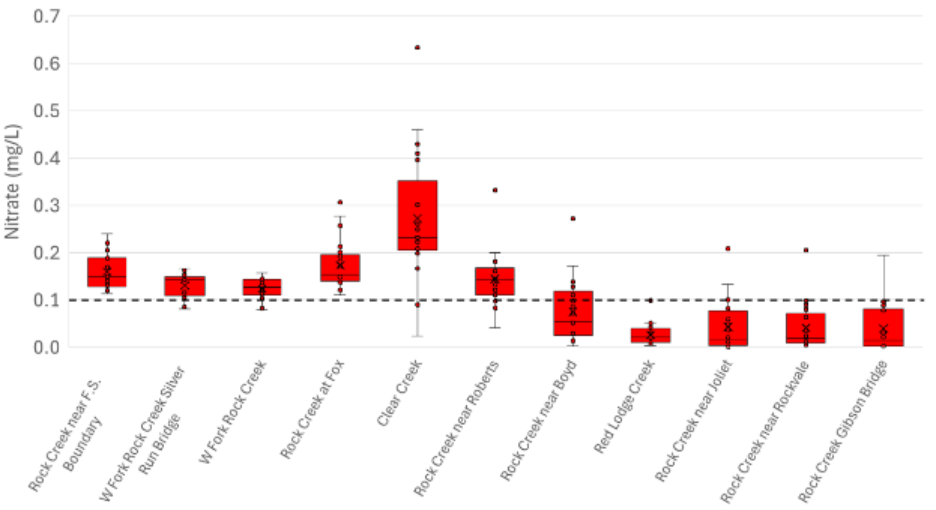 0.7
0.6
0.5
0.4
0.3
0.2
0.1
0.0
Nitrate (mg/L)
Rock Creek near F.S.
Boundary
W Fork Rock Creek Silver
Run Bridge
W Fork Rock Creek
Rock Creek at Fox
Clear Creek
Rock Creek near Roberts
Rock Creek near Boyd
Red Lodge Creek
Rock Creek near Joliet
Rock Creek near Rockvale
Rock Creek Gibson Bridge